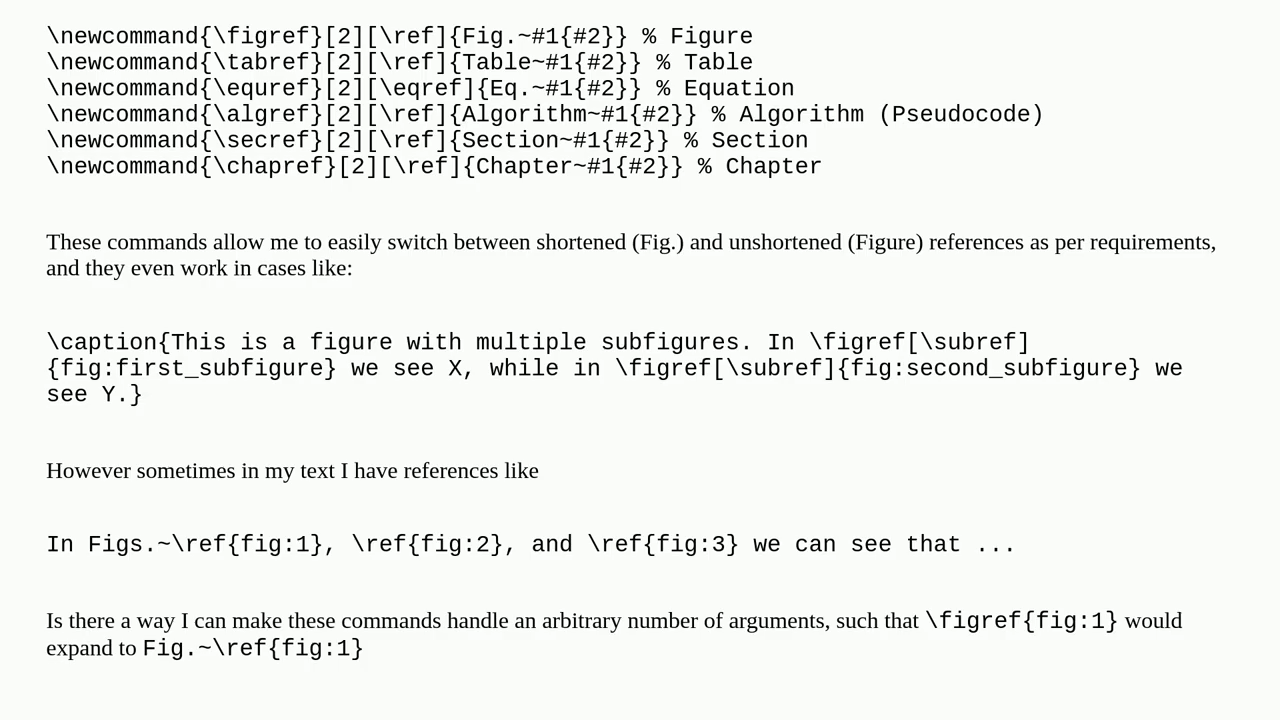 \newcommand{\figref}[2][\ref]{Fig.~#1{#2}} % Figure
\newcommand{\tabref}[2][\ref]{Table~#1{#2}} % Table
\newcommand{\equref}[2][\eqref]{Eq.~#1{#2}} % Equation
\newcommand{\algref}[2][\ref]{Algorithm~#1{#2}} % Algorithm (Pseudocode)
\newcommand{\secref}[2][\ref]{Section~#1{#2}} % Section
\newcommand{\chapref}[2][\ref]{Chapter~#1{#2}} % Chapter
These commands allow me to easily switch between shortened (Fig.) and unshortened (Figure) references as per requirements,
and they even work in cases like:
\caption{This is a figure with multiple subfigures. In \figref[\subref]
{fig:first_subfigure} we see X, while in \figref[\subref]{fig:second_subfigure} we
see Y.}
However sometimes in my text I have references like
In Figs.~\ref{fig:1}, \ref{fig:2}, and \ref{fig:3} we can see that ...
Is there a way I can make these commands handle an arbitrary number of arguments, such that \figref{fig:1} would
expand to Fig.~\ref{fig:1}